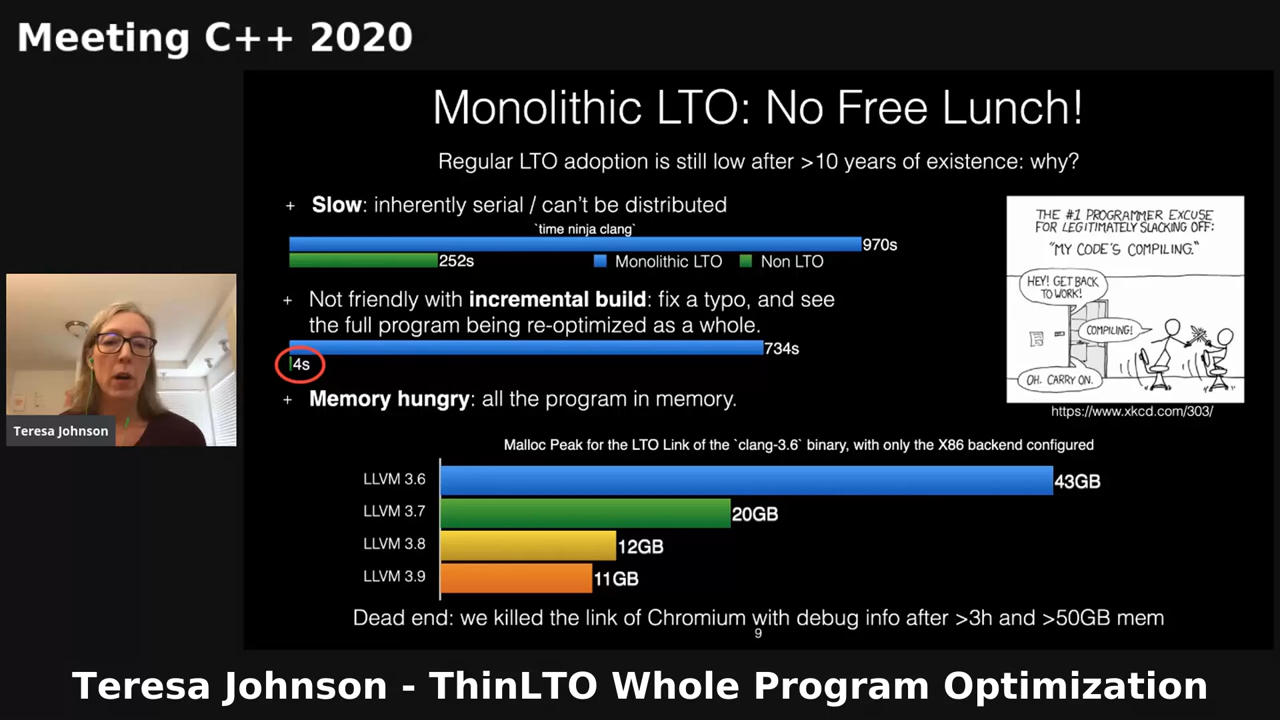 Meeting C++ 2020
Monolithic LTO: No Free Lunch!
Regular LTO adoption is still low after >10 years of existence: why?
+ Slow: inherently serial / can't be distributed
`time ninja clang`
970s
252s
Monolithic LTO
Non LTO
+ Not friendly with incremental build: fix a typo, and see
the full program being re-optimized as a whole.
734s
4s
+ Memory hungry: all the program in memory.
THE #1 PROGRAMMER EXCUSE
FOR LEGITIMATELY SLACKING OFF:
"MY CODE'S COMPILING."
HEY! GET BACK
TO WORK!
COMPILING!
OH. CARRY ON.
https://www.xkcd.com/303/
Teresa Johnson
Malloc Peak for the LTO Link of the `clang-3.6` binary, with only the X86 backend configured
LLVM 3.6 43GB
LLVM 3.7 20GB
LLVM 3.8 12GB
LLVM 3.9 11GB
Dead end: we killed the link of Chromium with debug info after >3h and >50GB mem
9
Teresa Johnson - ThinLTO Whole Program Optimization